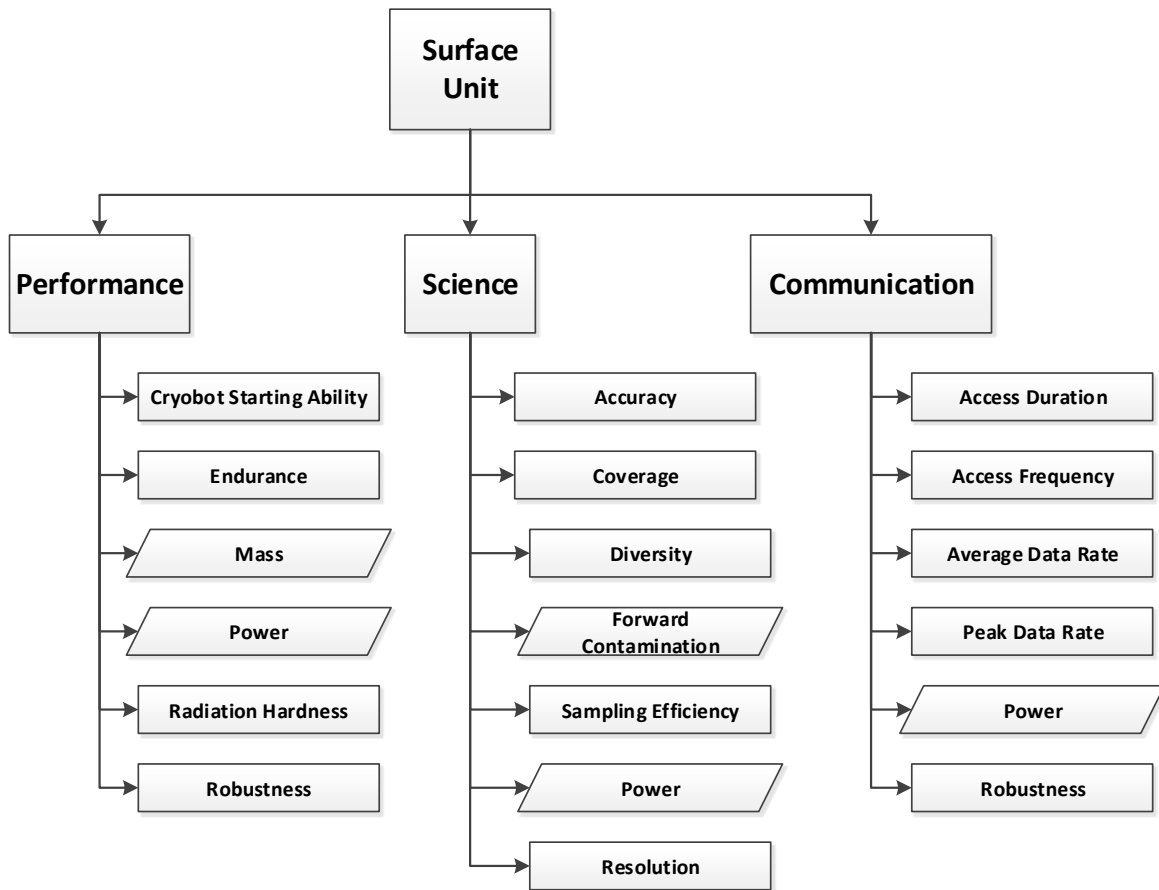 Surface
Unit
Performance
Science
Communication
Cryobot Starting Ability
Endurance
Mass
Power
Radiation Hardness
Robustness
Accuracy
Coverage
Diversity
Forward
Contamination
Sampling Efficiency
Power
Resolution
Access Duration
Access Frequency
Average Data Rate
Peak Data Rate
Power
Robustness